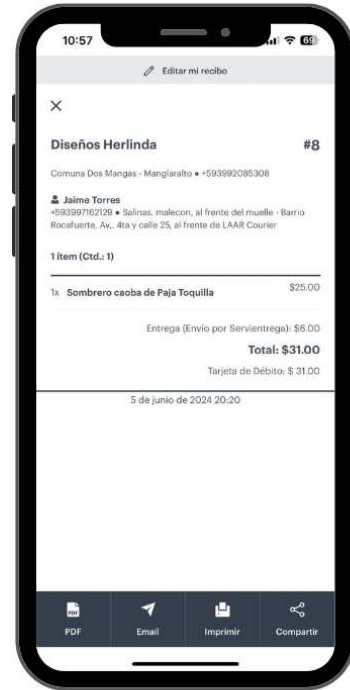 10:57
69
Editar mi recibo
Diseños Herlinda #8
Comuna Dos Mangas - Manglaralto • +593992085308
Jaime Torres
+593997162129 • Salinas, malecon, al frente del muelle - Barrio
Rocafuerte, Av,. 4ta y calle 25, al frente de LAAR Courier
1 ítem (Ctd.: 1)
1x Sombrero caoba de Paja Toquilla $25.00
Entrega (Envío por Servientrega): $6.00
Total: $31.00
Tarjeta de Débito: $ 31.00
5 de junio de 2024 20:20
PDF Email Imprimir Compartir